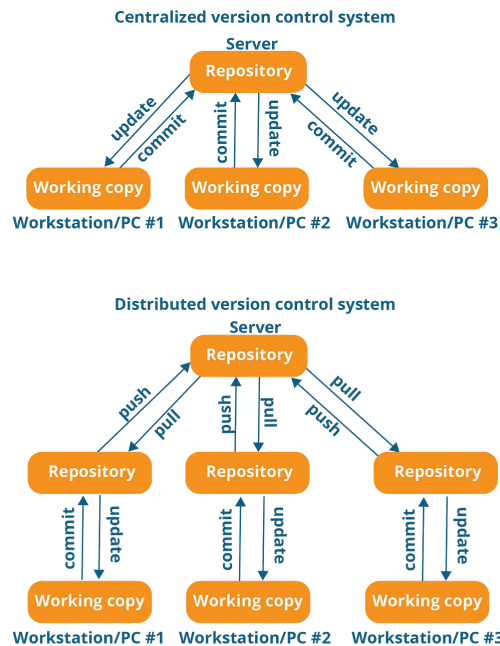 Centralized version control system
Server
Repository
update
commit
commit
update
update
commit
Working copy
Working copy
Working copy
Workstation/PC #1
Workstation/PC #2
Workstation/PC #3
Distributed version control system
Server
Repository
push
pull
push
pull
pull
push
Repository
Repository
Repository
commit
update
commit
update
commit
update
Working copy
Working copy
Working copy
Workstation/PC #1
Workstation/PC #2
Workstation/PC #3